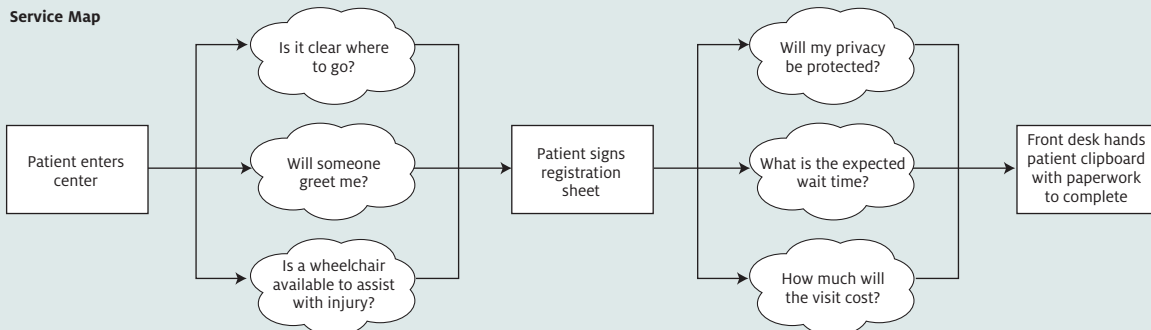 Service Map
Patient enters
center
Is it clear where
to go?
Will someone
greet me?
Is a wheelchair
available to assist
with injury?
Patient signs
registration
sheet
Will my privacy
be protected?
What is the expected
wait time?
How much will
the visit cost?
Front desk hands
patient clipboard
with paperwork
to complete